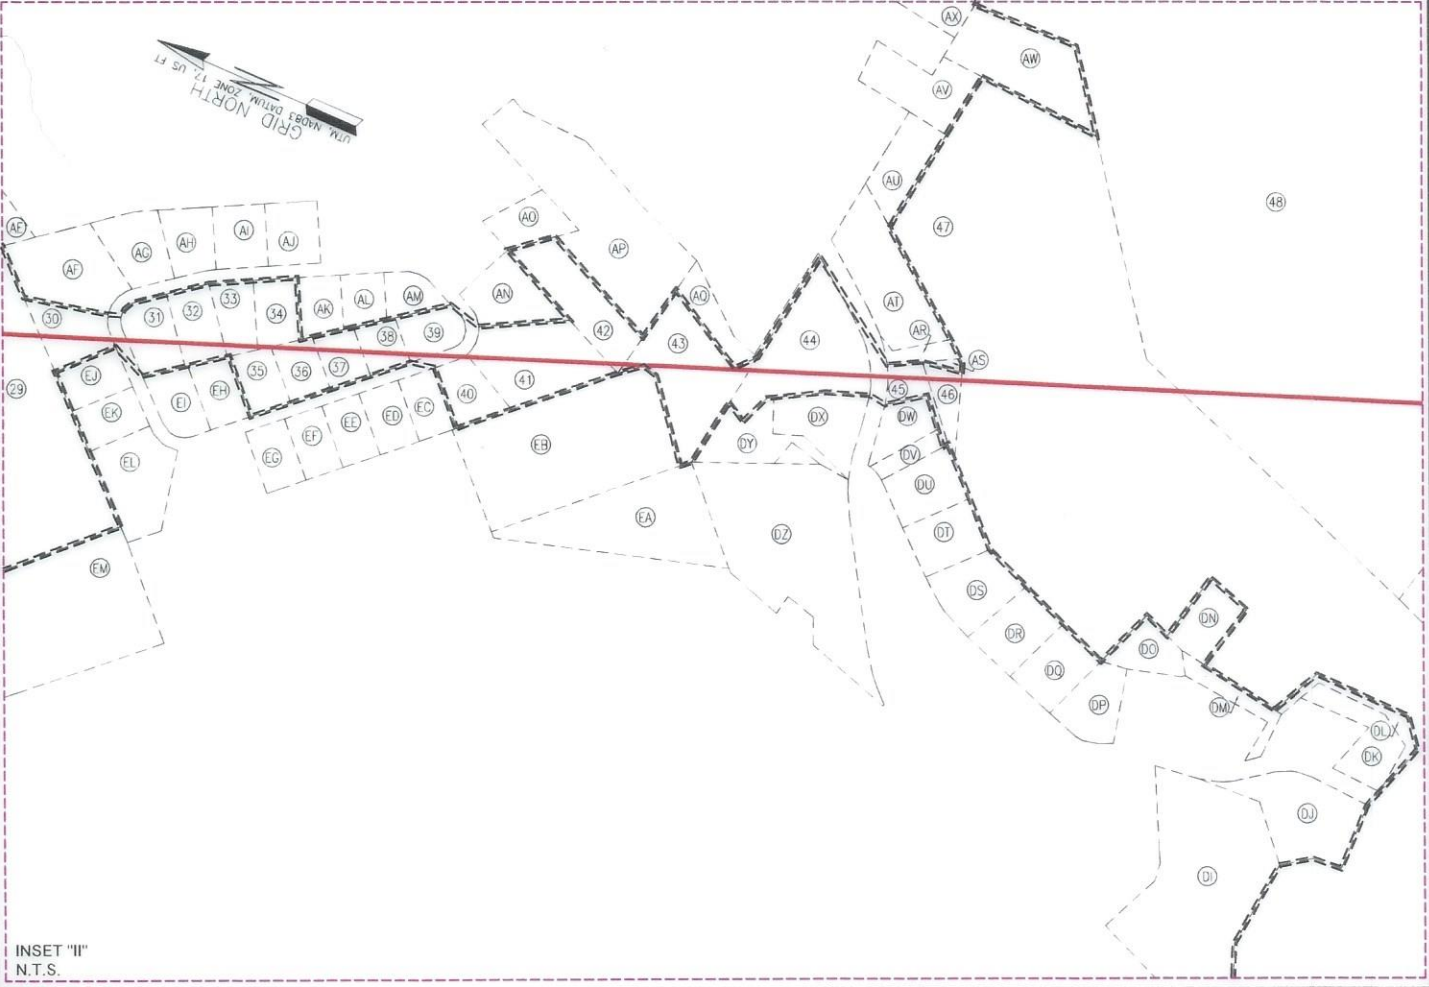 AX
AW
AV
UTM, NAD83 DATUM, ZONE 17, US FT
GRID NORTH
N
AU
48
AE
AO
47
AG
AH
AI
AJ
AP
AF
AN
AQ
AT
30
31
32
33
34
AK
AL
AM
38
39
42
43
44
AR
AS
29
EJ
EI
EH
35
36
37
40
41
45
46
EK
EL
EG
EF
EE
ED
EC
EB
DY
DX
DW
DV
DU
EA
DZ
DT
EM
DS
DR
DQ
DP
DO
DN
DM
DL
DK
DJ
DI
INSET "II"
N.T.S.